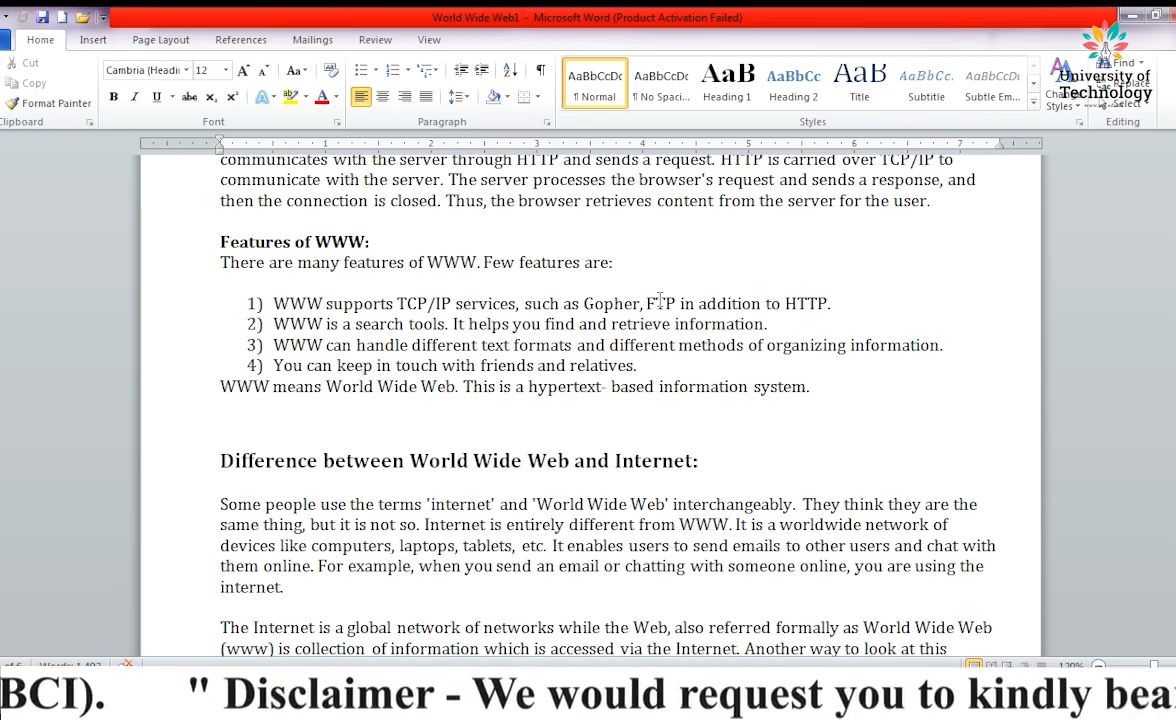 World Wide Web1 - Microsoft Word (Product Activation Failed)
Home Insert Page Layout References Mailings Review View
Cut
Copy
Format Painter
Clipboard
Cambria (Headi 12
Font
Paragraph
AaBbCcDc AaBbCcDc AaB AaBbCc AaB AaBbCc. AaBbCcDc
¶ Normal ¶ No Spaci... Heading 1 Heading 2 Title Subtitle Subtle Em...
Styles
Styles
Find
Replace
Select
Editing
University of
Technology
1 2 3 4 5 6 7
communicates with the server through HTTP and sends a request. HTTP is carried over TCP/IP to
communicate with the server. The server processes the browser's request and sends a response, and
then the connection is closed. Thus, the browser retrieves content from the server for the user.
Features of WWW:
There are many features of WWW. Few features are:
1) WWW supports TCP/IP services, such as Gopher, FTP in addition to HTTP.
2) WWW is a search tools. It helps you find and retrieve information.
3) WWW can handle different text formats and different methods of organizing information.
4) You can keep in touch with friends and relatives.
WWW means World Wide Web. This is a hypertext- based information system.
Difference between World Wide Web and Internet:
Some people use the terms 'internet' and 'World Wide Web' interchangeably. They think they are the
same thing, but it is not so. Internet is entirely different from WWW. It is a worldwide network of
devices like computers, laptops, tablets, etc. It enables users to send emails to other users and chat with
them online. For example, when you send an email or chatting with someone online, you are using the
internet.
The Internet is a global network of networks while the Web, also referred formally as World Wide Web
(www) is collection of information which is accessed via the Internet. Another way to look at this
120%
BCI). " Disclaimer - We would request you to kindly bea